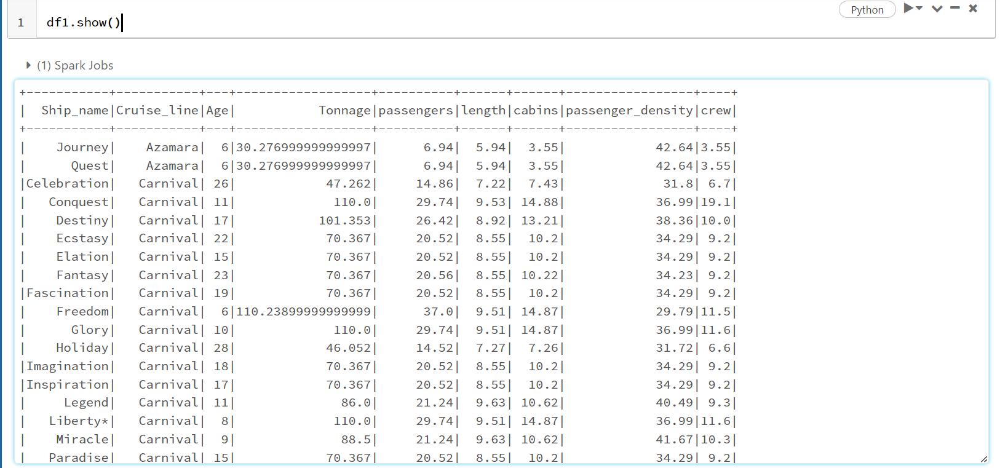 Python
1 df1.show()
(1) Spark Jobs
+-----------+-----------+---+------------------+----------+------+------+-----------------+----+
|  Ship_name|Cruise_line|Age|           Tonnage|passengers|length|cabins|passenger_density|crew|
+-----------+-----------+---+------------------+----------+------+------+-----------------+----+
|    Journey|    Azamara|  6|30.276999999999997|      6.94|  5.94|  3.55|            42.64|3.55|
|      Quest|    Azamara|  6|30.276999999999997|      6.94|  5.94|  3.55|            42.64|3.55|
|Celebration|   Carnival| 26|            47.262|     14.86|  7.22|  7.43|             31.8| 6.7|
|   Conquest|   Carnival| 11|             110.0|     29.74|  9.53| 14.88|            36.99|19.1|
|    Destiny|   Carnival| 17|           101.353|     26.42|  8.92| 13.21|            38.36|10.0|
|    Ecstasy|   Carnival| 22|            70.367|     20.52|  8.55|  10.2|            34.29| 9.2|
|    Elation|   Carnival| 15|            70.367|     20.52|  8.55|  10.2|            34.29| 9.2|
|    Fantasy|   Carnival| 23|            70.367|     20.56|  8.55| 10.22|            34.23| 9.2|
|Fascination|   Carnival| 19|            70.367|     20.52|  8.55|  10.2|            34.29| 9.2|
|    Freedom|   Carnival|  6|110.23899999999999|      37.0|  9.51| 14.87|            29.79|11.5|
|      Glory|   Carnival| 10|             110.0|     29.74|  9.51| 14.87|            36.99|11.6|
|    Holiday|   Carnival| 28|            46.052|     14.52|  7.27|  7.26|            31.72| 6.6|
|Imagination|   Carnival| 18|            70.367|     20.52|  8.55|  10.2|            34.29| 9.2|
|Inspiration|   Carnival| 17|            70.367|     20.52|  8.55|  10.2|            34.29| 9.2|
|     Legend|   Carnival| 11|              86.0|     21.24|  9.63| 10.62|            40.49| 9.3|
|   Liberty*|   Carnival|  8|             110.0|     29.74|  9.51| 14.87|            36.99|11.6|
|    Miracle|   Carnival|  9|              88.5|     21.24|  9.63| 10.62|            41.67|10.3|
|   Paradise|   Carnival| 15|            70.367|     20.52|  8.55|  10.2|            34.29| 9.2|